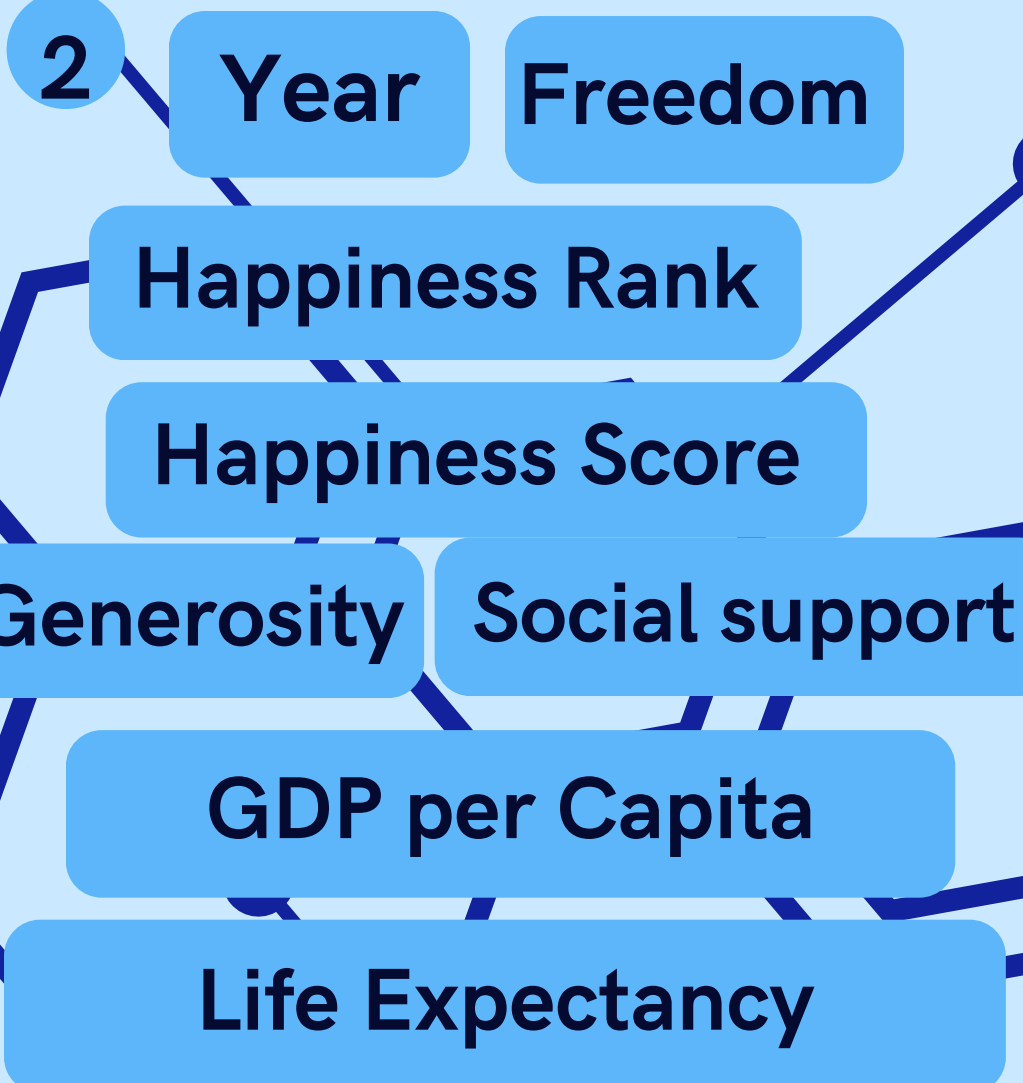 2
Year
Freedom
Happiness Rank
Happiness Score
Generosity
Social support
GDP per Capita
Life Expectancy